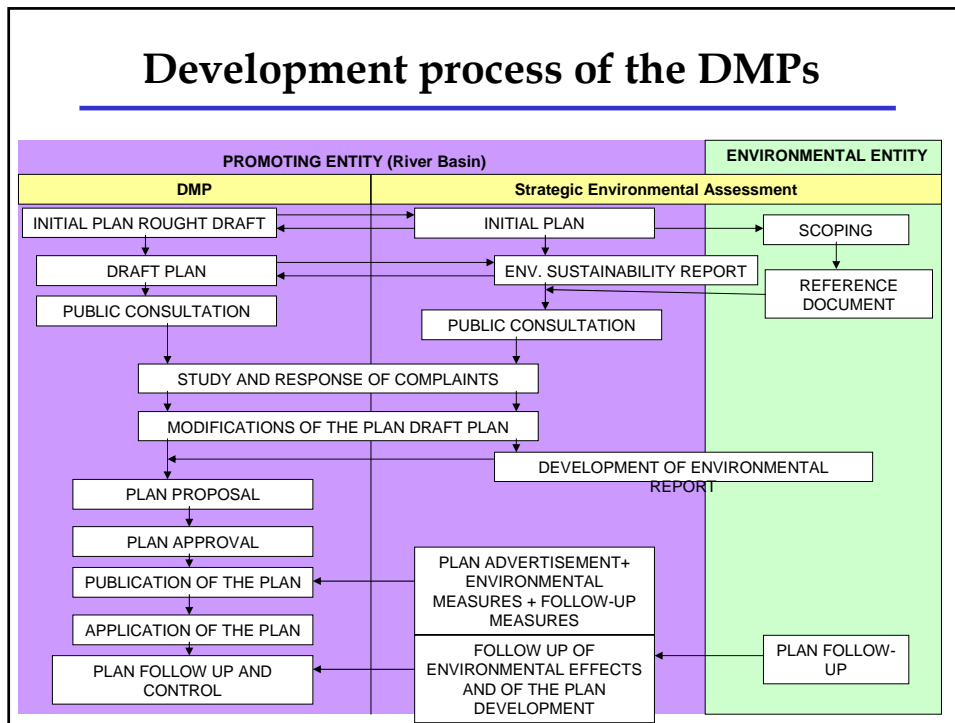 Development process of the DMPs
PROMOTING ENTITY (River Basin)
ENVIRONMENTAL ENTITY
DMP
Strategic Environmental Assessment
INITIAL PLAN ROUGHT DRAFT
INITIAL PLAN
SCOPING
DRAFT PLAN
ENV. SUSTAINABILITY REPORT
REFERENCE
DOCUMENT
PUBLIC CONSULTATION
PUBLIC CONSULTATION
STUDY AND RESPONSE OF COMPLAINTS
MODIFICATIONS OF THE PLAN DRAFT PLAN
DEVELOPMENT OF ENVIRONMENTAL
REPORT
PLAN PROPOSAL
PLAN APPROVAL
PUBLICATION OF THE PLAN
PLAN ADVERTISEMENT+
ENVIRONMENTAL
MEASURES + FOLLOW-UP
MEASURES
APPLICATION OF THE PLAN
PLAN FOLLOW UP AND
CONTROL
FOLLOW UP OF
ENVIRONMENTAL EFFECTS
AND OF THE PLAN
DEVELOPMENT
PLAN FOLLOW-
UP